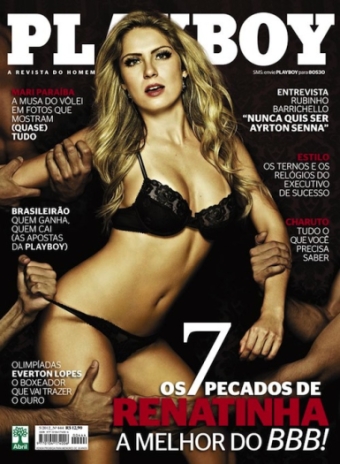 PLAYBOY
A REVISTA DO HOMEM
SMS: envie PLAYBOY para 80530
MARI PARAÍBA
A MUSA DO VÔLEI
EM FOTOS QUE
MOSTRAM
(QUASE)
TUDO
BRASILEIRÃO
QUEM GANHA,
QUEM CAI
(AS APOSTAS
DA PLAYBOY)
OLIMPÍADAS
EVERTON LOPES
O BOXEADOR
QUE VAI TRAZER
O OURO
ENTREVISTA
RUBINHO
BARRICHELLO
"NUNCA QUIS SER
AYRTON SENNA"
ESTILO
OS TERNOS E OS
RELÓGIOS DO
EXECUTIVO
DE SUCESSO
CHARUTO
TUDO O
QUE VOCÊ
PRECISA
SABER
7
OS PECADOS DE
RENATINHA
A MELHOR DO BBB!
Abril